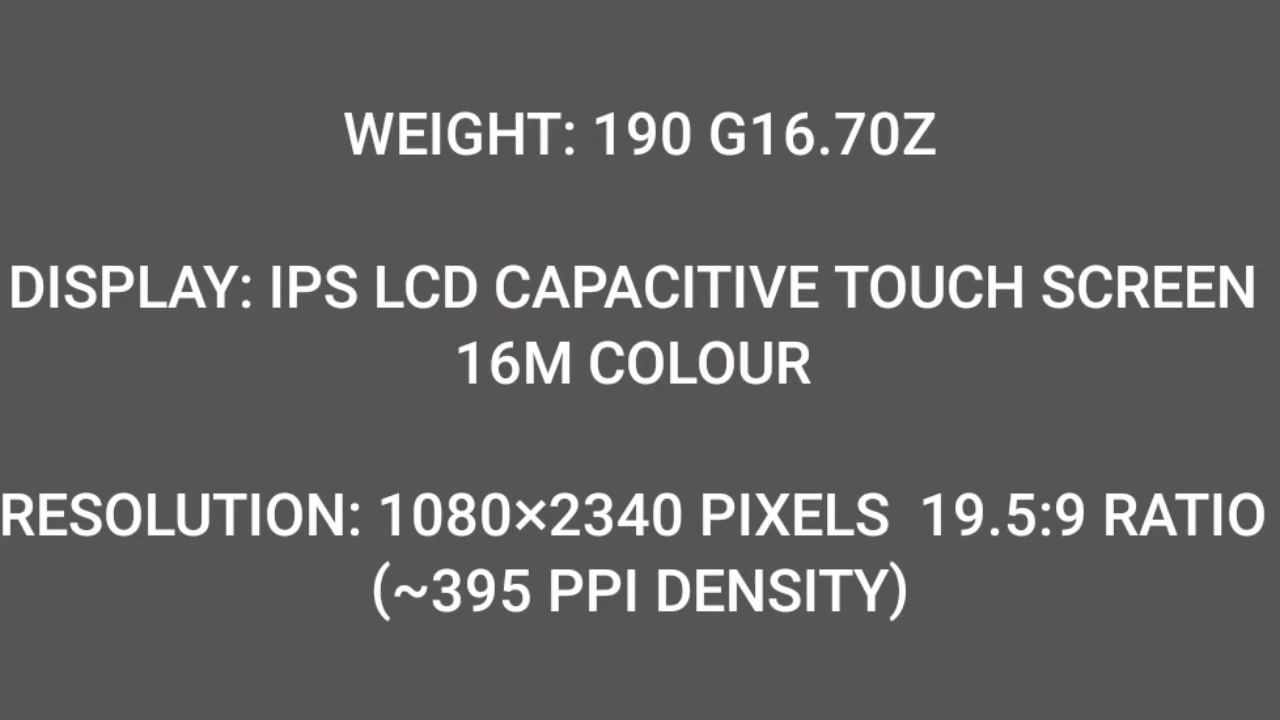 WEIGHT: 190 G16.70Z
DISPLAY: IPS LCD CAPACITIVE TOUCH SCREEN
16M COLOUR
RESOLUTION: 1080×2340 PIXELS  19.5:9 RATIO
(~395 PPI DENSITY)